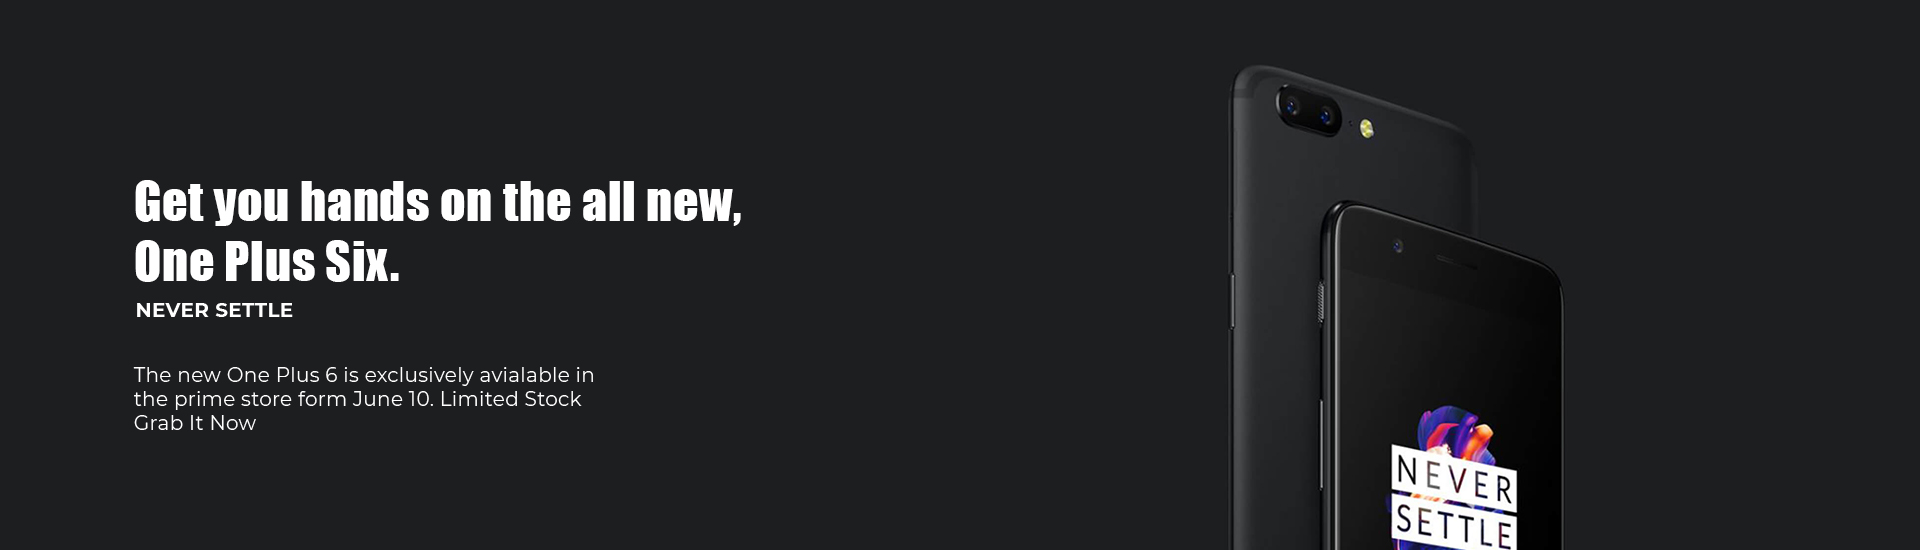 Get you hands on the all new,
One Plus Six.
NEVER SETTLE
The new One Plus 6 is exclusively avialable in
the prime store form June 10. Limited Stock
Grab It Now
NEVER
SETTLE